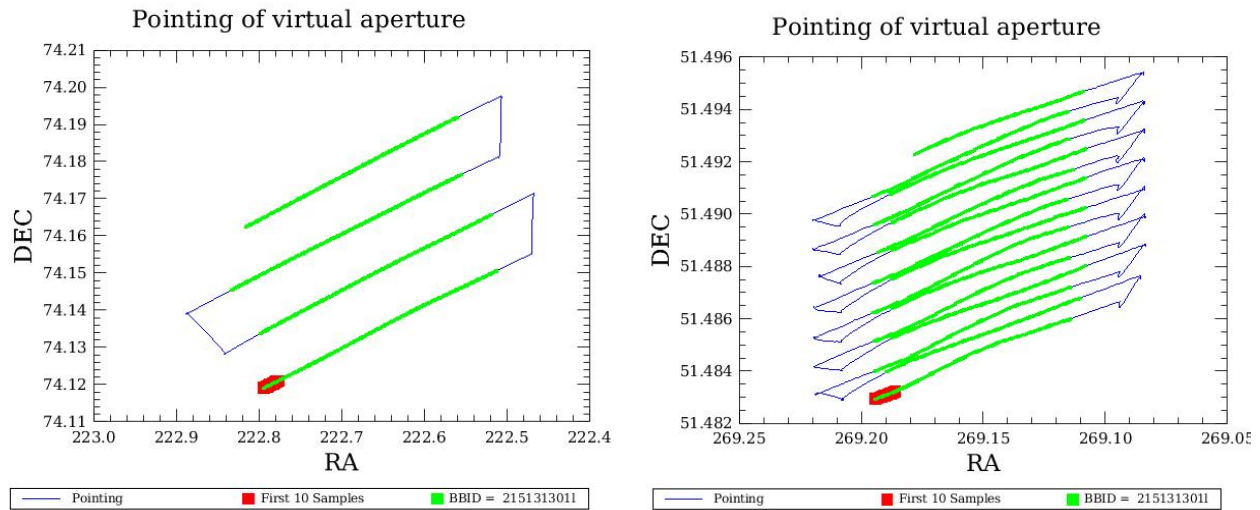 Pointing of virtual aperture
74.21
74.20
74.19
74.18
74.17
74.16
74.15
74.14
74.13
74.12
74.11
DEC
223.0 222.9 222.8 222.7 222.6 222.5 222.4
RA
Pointing First 10 Samples BBID = 2151313011
Pointing of virtual aperture
51.496
51.494
51.492
51.490
51.488
51.486
51.484
51.482
DEC
269.25 269.20 269.15 269.10 269.05
RA
Pointing First 10 Samples BBID = 2151313011